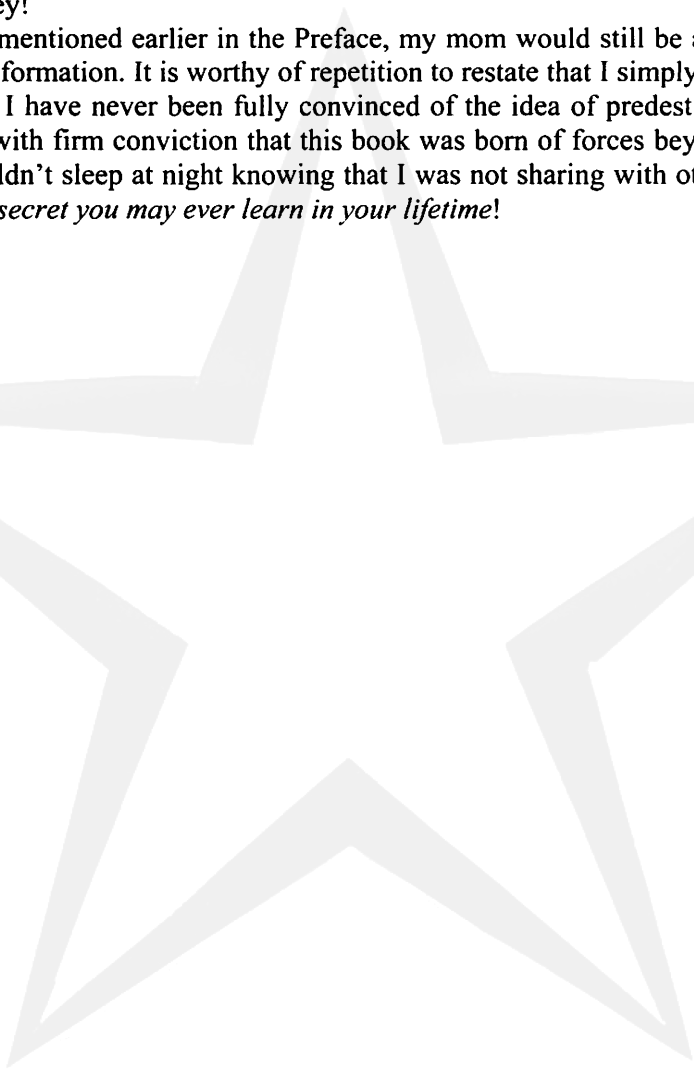 ey!
mentioned earlier in the Preface, my mom would still be
formation. It is worthy of repetition to restate that I simply
I have never been fully convinced of the idea of predest
with firm conviction that this book was born of forces bey
ldn't sleep at night knowing that I was not sharing with ot
secret you may ever learn in your lifetime!